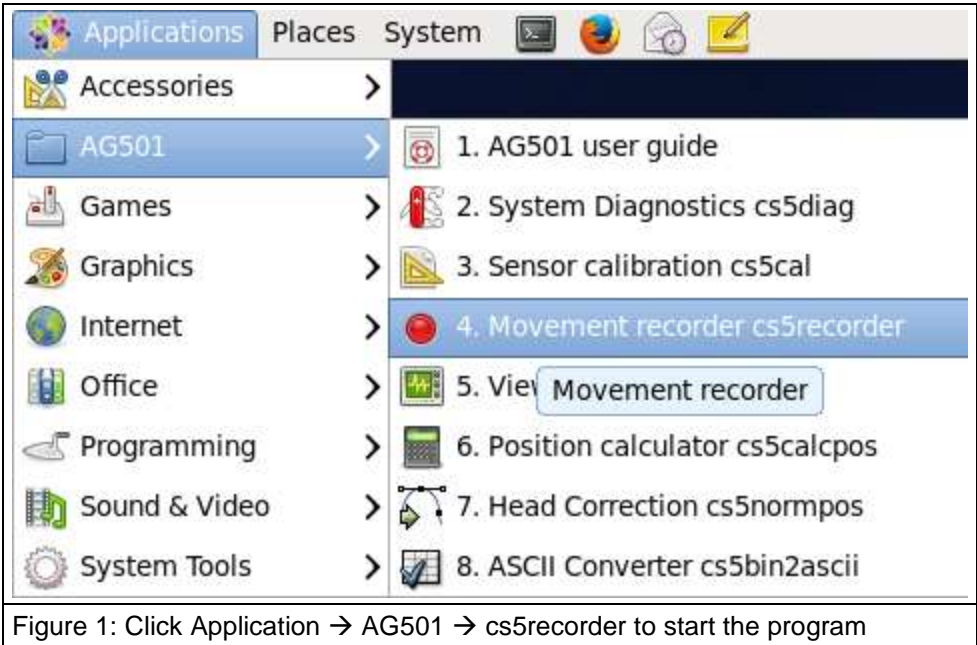 Applications Places System
Accessories
AG501
Games
Graphics
Internet
Office
Programming
Sound & Video
System Tools
1. AG501 user guide
2. System Diagnostics cs5diag
3. Sensor calibration cs5cal
4. Movement recorder cs5recorder
5. Vie
Movement recorder
6. Position calculator cs5calcpos
7. Head Correction cs5normpos
8. ASCII Converter cs5bin2ascii
Figure 1: Click Application → AG501 → cs5recorder to start the program